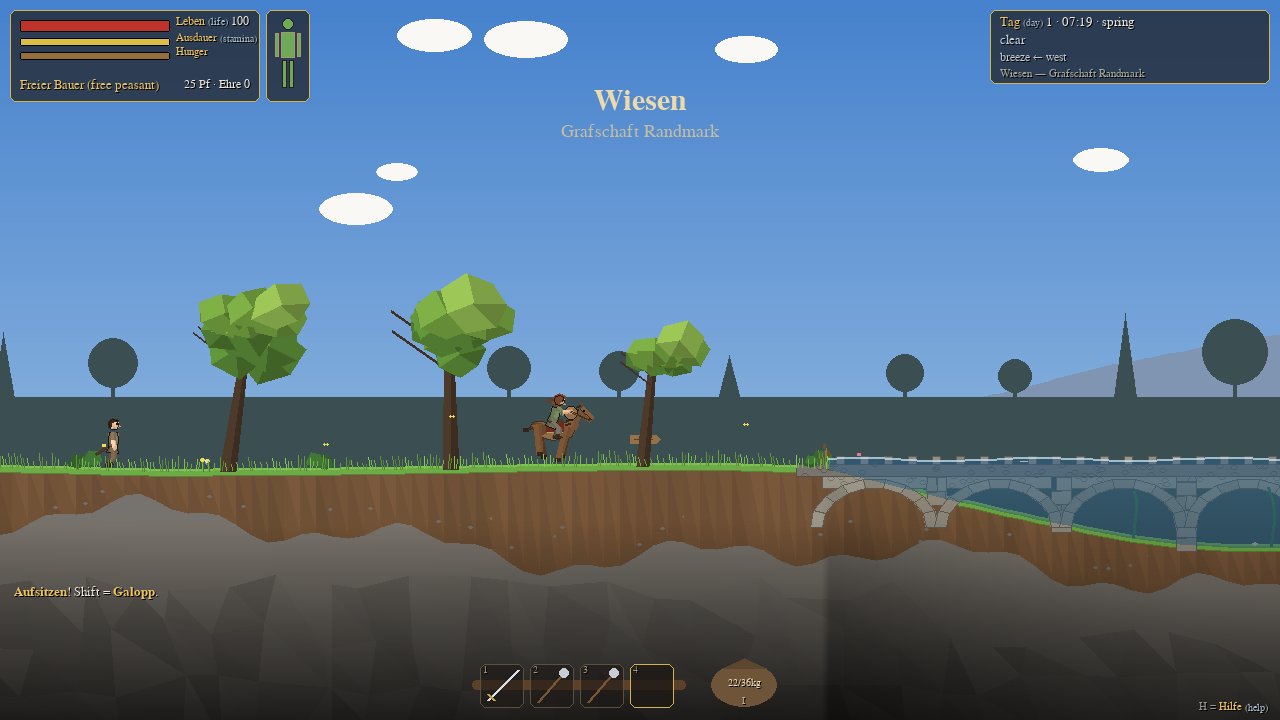 Leben (life) 100
Ausdauer (stamina)
Hunger
Freier Bauer (free peasant) 25 Pf · Ehre 0
Tag (day) 1 · 07:19 · spring
clear
breeze ← west
Wiesen — Grafschaft Randmark
Wiesen
Grafschaft Randmark
Aufsitzen! Shift = Galopp.
1 2 3 4
22/36kg
I
H = Hilfe (help)